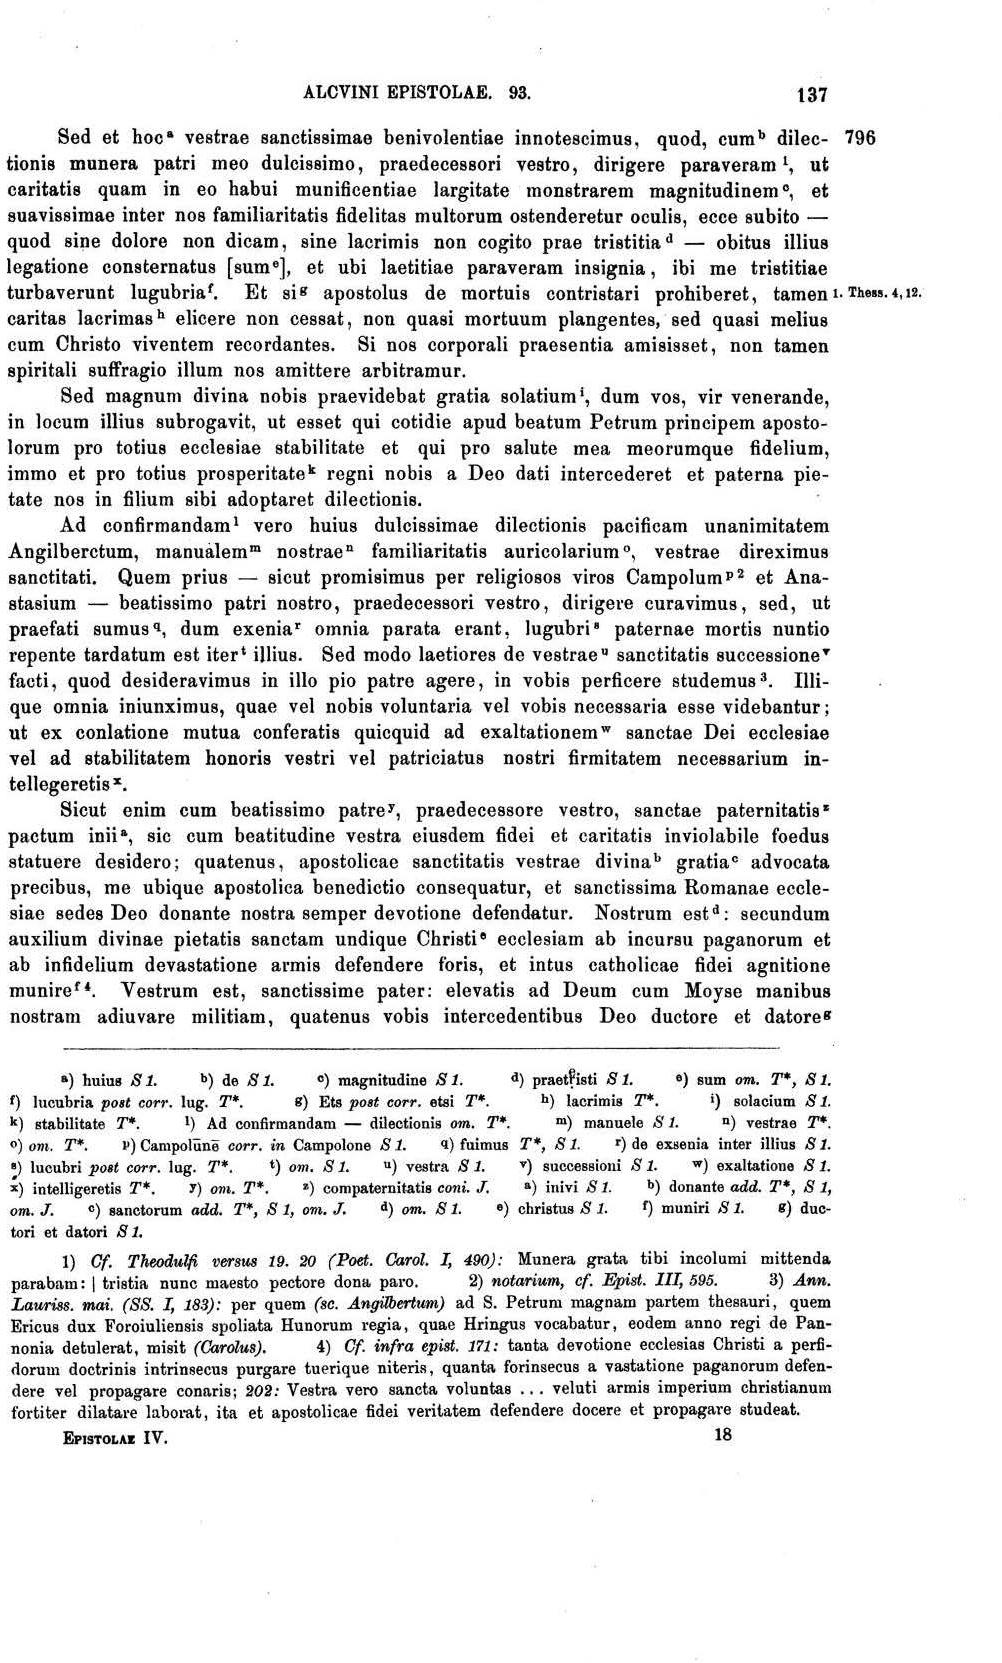 ALCVINI EPISTOLAE. 93. 137
Sed et hoc a vestrae sanctissimae benivolentiae innotescimus, quod, cum b dilec- 796
tionis munera patri meo dulcissimo, praedecessori vestro, dirigere paraveram 1, ut
caritatis quam in eo habui munificentiae largitate monstrarem magnitudinem c, et
suavissimae inter nos familiaritatis fidelitas multorum ostenderetur oculis, ecce subito —
quod sine dolore non dicam, sine lacrimis non cogito prae tristitia d — obitus illius
legatione consternatus [sum e], et ubi laetitiae paraveram insignia, ibi me tristitiae
turbaverunt lugubria f. Et si g apostolus de mortuis contristari prohiberet, tamen 1. Thess. 4, 12.
caritas lacrimas h elicere non cessat, non quasi mortuum plangentes, sed quasi melius
cum Christo viventem recordantes. Si nos corporali praesentia amisisset, non tamen
spiritali suffragio illum nos amittere arbitramur.
Sed magnum divina nobis praevidebat gratia solatium i, dum vos, vir venerande,
in locum illius subrogavit, ut esset qui cotidie apud beatum Petrum principem aposto-
lorum pro totius ecclesiae stabilitate et qui pro salute mea meorumque fidelium,
immo et pro totius prosperitate k regni nobis a Deo dati intercederet et paterna pie-
tate nos in filium sibi adoptaret dilectionis.
Ad confirmandam l vero huius dulcissimae dilectionis pacificam unanimitatem
Angilberctum, manualem m nostrae n familiaritatis auricolarium o, vestrae direximus
sanctitati. Quem prius — sicut promisimus per religiosos viros Campolum p 2 et Ana-
stasium — beatissimo patri nostro, praedecessori vestro, dirigere curavimus, sed, ut
praefati sumus q, dum exenia r omnia parata erant, lugubri s paternae mortis nuntio
repente tardatum est iter t illius. Sed modo laetiores de vestrae u sanctitatis successione v
facti, quod desideravimus in illo pio patre agere, in vobis perficere studemus 3. Illi-
que omnia iniunximus, quae vel nobis voluntaria vel vobis necessaria esse videbantur;
ut ex conlatione mutua conferatis quicquid ad exaltationem w sanctae Dei ecclesiae
vel ad stabilitatem honoris vestri vel patriciatus nostri firmitatem necessarium in-
tellegeretis x.
Sicut enim cum beatissimo patre y, praedecessore vestro, sanctae paternitatis z
pactum inii a, sic cum beatitudine vestra eiusdem fidei et caritatis inviolabile foedus
statuere desidero; quatenus, apostolicae sanctitatis vestrae divina b gratia c advocata
precibus, me ubique apostolica benedictio consequatur, et sanctissima Romanae eccle-
siae sedes Deo donante nostra semper devotione defendatur. Nostrum est d: secundum
auxilium divinae pietatis sanctam undique Christi e ecclesiam ab incursu paganorum et
ab infidelium devastatione armis defendere foris, et intus catholicae fidei agnitione
munire f 4. Vestrum est, sanctissime pater: elevatis ad Deum cum Moyse manibus
nostram adiuvare militiam, quatenus vobis intercedentibus Deo ductore et datore g
a) huius S 1. b) de S 1. c) magnitudine S 1. d) praetristi S 1. e) sum om. T*, S 1.
f) lucubria post corr. lug. T*. g) Ets post corr. etsi T*. h) lacrimis T*. i) solacium S 1.
k) stabilitate T*. l) Ad confirmandam — dilectionis om. T*. m) manuele S 1. n) vestrae T*.
o) om. T*. p) Campolūnē corr. in Campolone S 1. q) fuimus T*, S 1. r) de exsenia inter illius S 1.
s) lucubri post corr. lug. T*. t) om. S 1. u) vestra S 1. v) successioni S 1. w) exaltatione S 1.
x) intelligeretis T*. y) om. T*. z) compaternitatis coni. J. a) inivi S 1. b) donante add. T*, S 1,
om. J. c) sanctorum add. T*, S 1, om. J. d) om. S 1. e) christus S 1. f) muniri S 1. g) duc-
tori et datori S 1.
1) Cf. Theodulfi versus 19. 20 (Poet. Carol. I, 490): Munera grata tibi incolumi mittenda
parabam: | tristia nunc maesto pectore dona paro. 2) notarium, cf. Epist. III, 595. 3) Ann.
Lauriss. mai. (SS. I, 183): per quem (sc. Angilbertum) ad S. Petrum magnam partem thesauri, quem
Ericus dux Foroiuliensis spoliata Hunorum regia, quae Hringus vocabatur, eodem anno regi de Pan-
nonia detulerat, misit (Carolus). 4) Cf. infra epist. 171: tanta devotione ecclesias Christi a perfi-
dorum doctrinis intrinsecus purgare tuerique niteris, quanta forinsecus a vastatione paganorum defen-
dere vel propagare conaris; 202: Vestra vero sancta voluntas ... veluti armis imperium christianum
fortiter dilatare laborat, ita et apostolicae fidei veritatem defendere docere et propagare studeat.
EPISTOLAE IV. 18